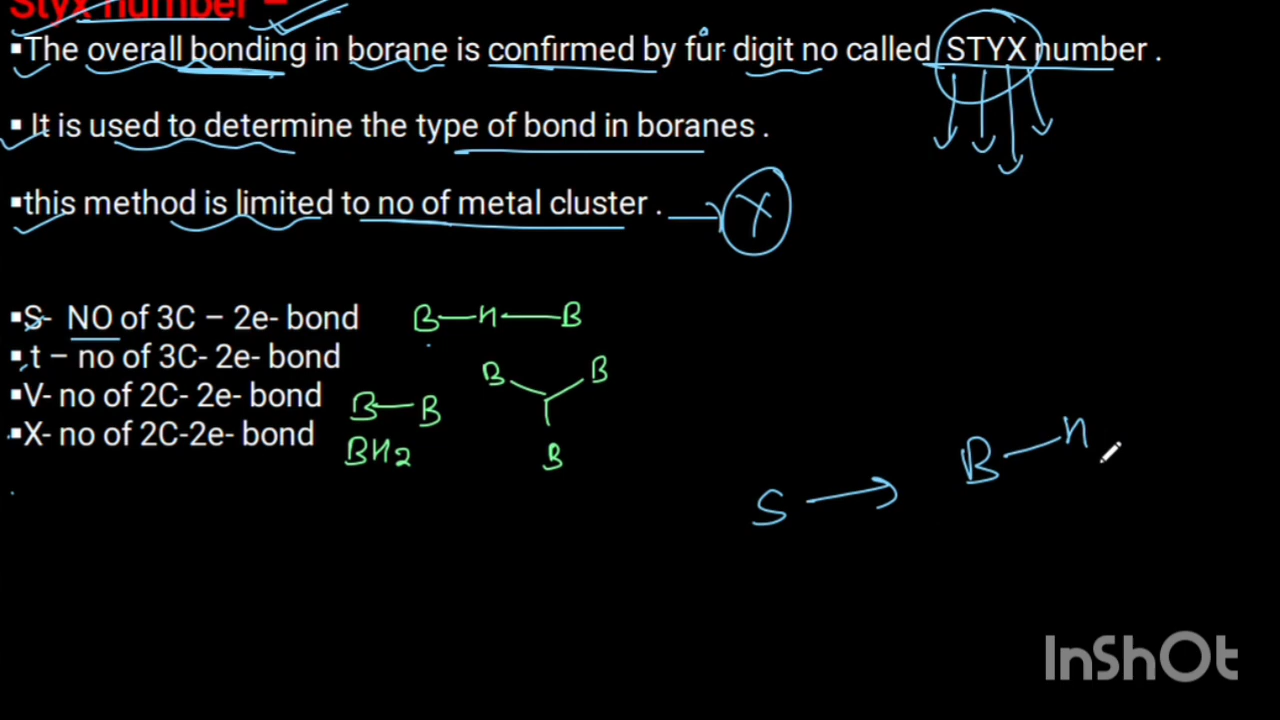 Styx number –
▪The overall bonding in borane is confirmed by fur digit no called STYX number .
▪ It is used to determine the type of bond in boranes .
▪this method is limited to no of metal cluster . → X
▪S- NO of 3C – 2e- bond B—H—B
▪t – no of 3C- 2e- bond B B B
▪V- no of 2C- 2e- bond B—B
▪X- no of 2C-2e- bond BH2
S → B—H
InShOt